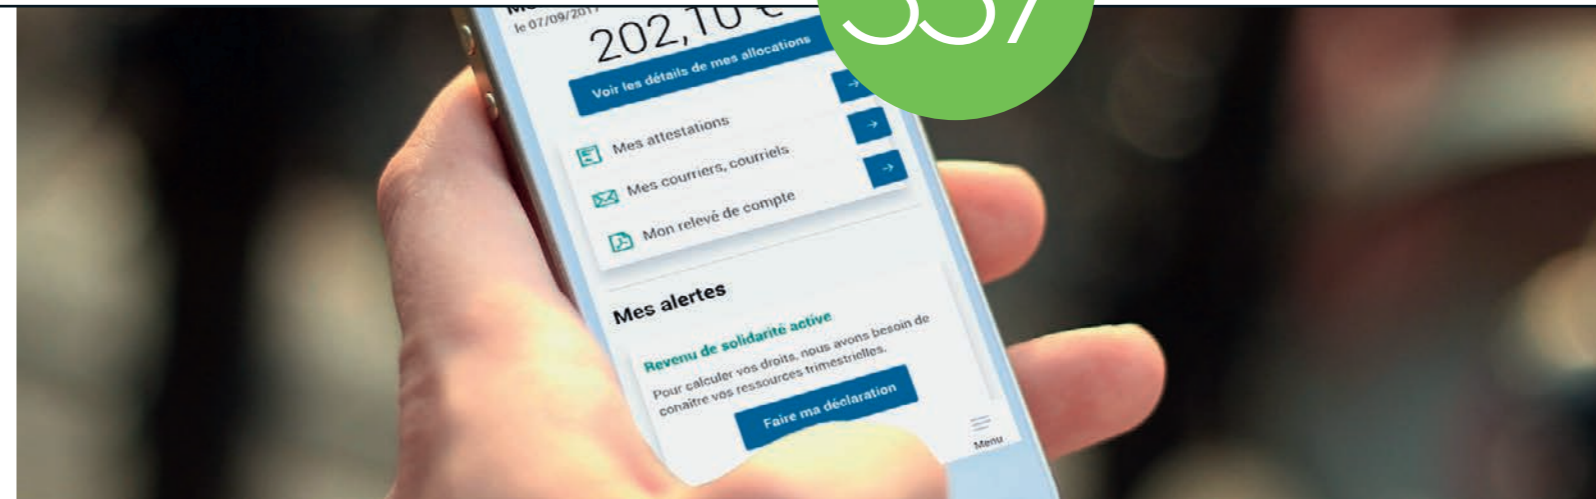 le 07/09/2017
202,10 €
Voir les détails de mes allocations
Mes attestations
Mes courriers, courriels
Mon relevé de compte
Mes alertes
Revenu de solidarité active
Pour calculer vos droits, nous avons besoin de
conaître vos ressources trimestrielles.
Faire ma déclaration
Menu